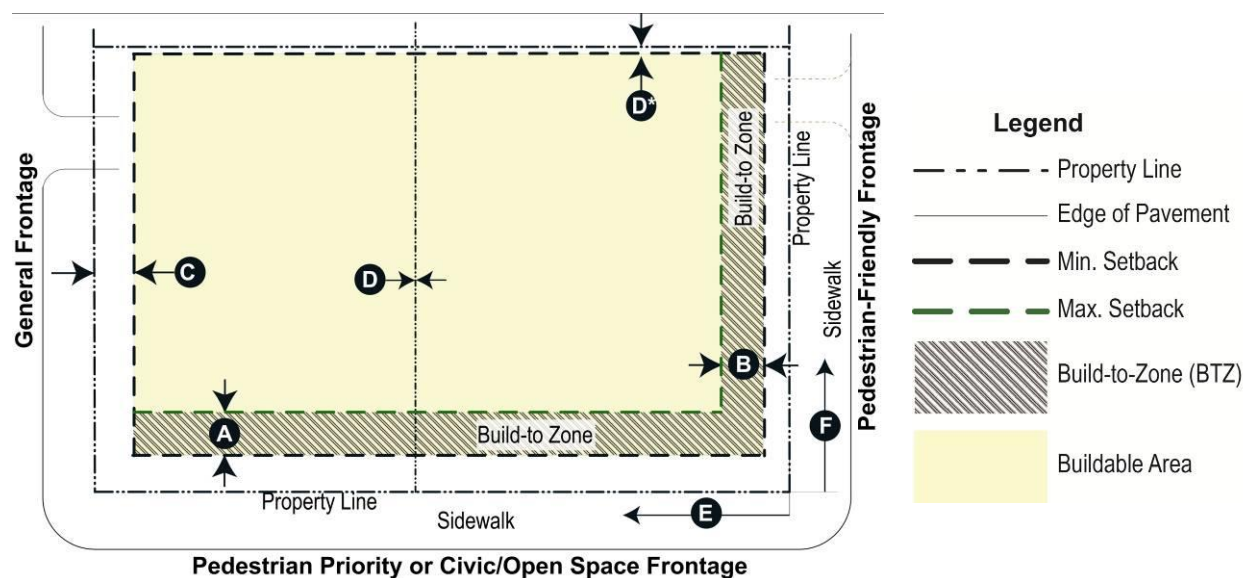 D*
Build-to Zone
Property Line
Sidewalk
Pedestrian-Friendly Frontage
General Frontage
C
D
B
A
Build-to Zone
F
Property Line
Sidewalk
E
Pedestrian Priority or Civic/Open Space Frontage
Legend
Property Line
Edge of Pavement
Min. Setback
Max. Setback
Build-to-Zone (BTZ)
Buildable Area